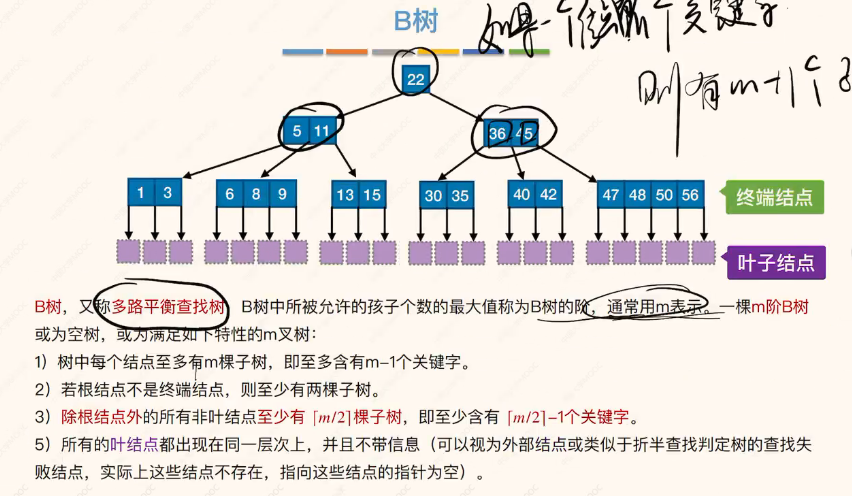 B树
如果一个结点 个关键字
则有m+1个
22
5 11
36 45
1 3
6 8 9
13 15
30 35
40 42
47 48 50 56
终端结点
叶子结点
B树，又称多路平衡查找树，B树中所被允许的孩子个数的最大值称为B树的阶，通常用m表示。一棵m阶B树
或为空树，或为满足如下特性的m叉树：
1）树中每个结点至多有m棵子树，即至多含有m-1个关键字。
2）若根结点不是终端结点，则至少有两棵子树。
3）除根结点外的所有非叶结点至少有 ⌈m/2⌉棵子树，即至少含有 ⌈m/2⌉-1个关键字。
5）所有的叶结点都出现在同一层次上，并且不带信息（可以视为外部结点或类似于折半查找判定树的查找失
败结点，实际上这些结点不存在，指向这些结点的指针为空）。